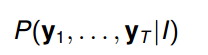 P(y₁, . . . , y_T|I)